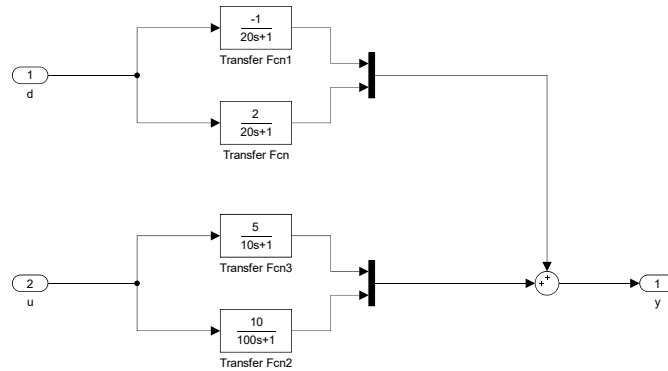 -1
20s+1
Transfer Fcn1
1
d
2
20s+1
Transfer Fcn
5
10s+1
Transfer Fcn3
2
u
+
+
1
y
10
100s+1
Transfer Fcn2